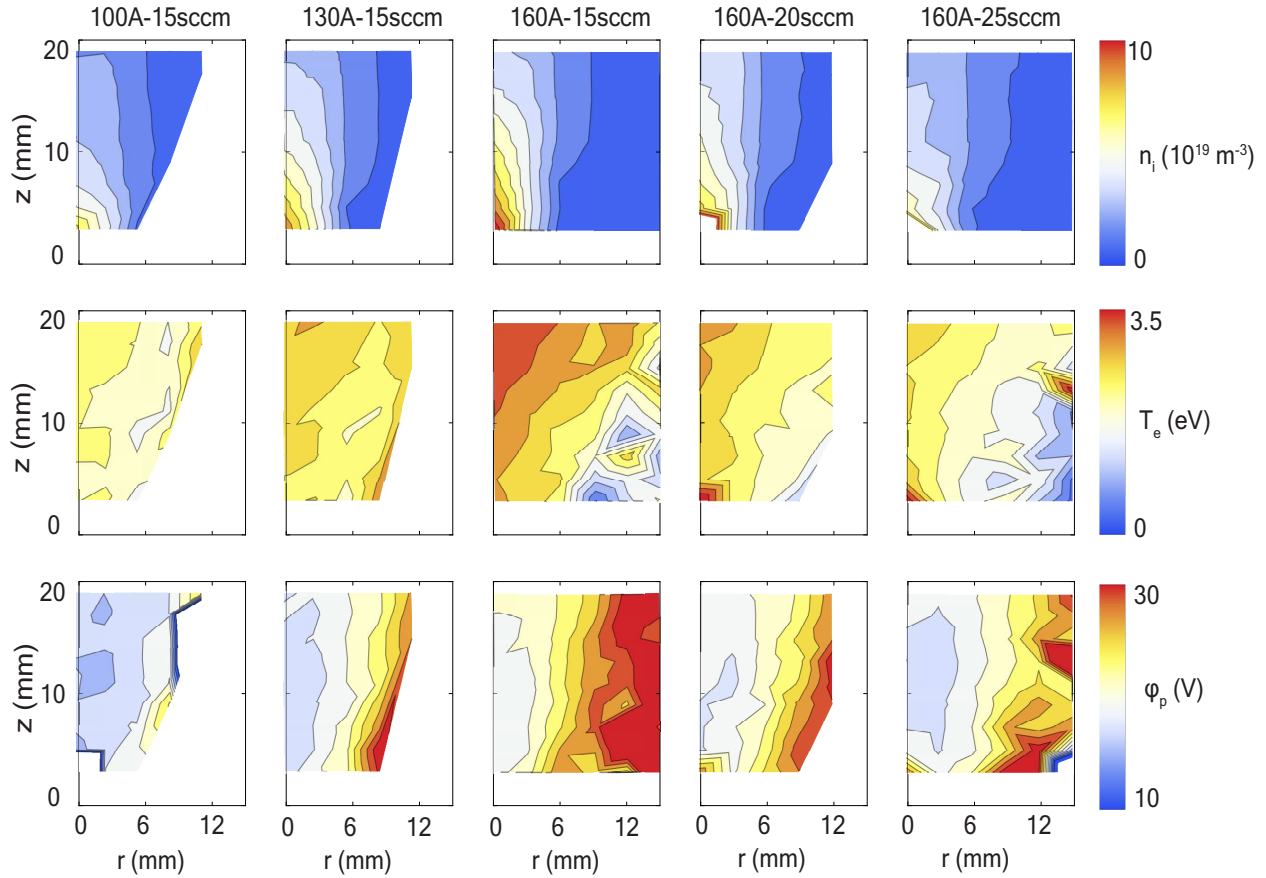 100A-15sccm 130A-15sccm 160A-15sccm 160A-20sccm 160A-25sccm
20
10
0
z (mm)
10
0
n_i (10^19 m^-3)
20
10
0
z (mm)
3.5
0
T_e (eV)
20
10
0
z (mm)
30
10
φ_p (V)
0 6 12 0 6 12 0 6 12 0 6 12 0 6 12
r (mm) r (mm) r (mm) r (mm) r (mm)